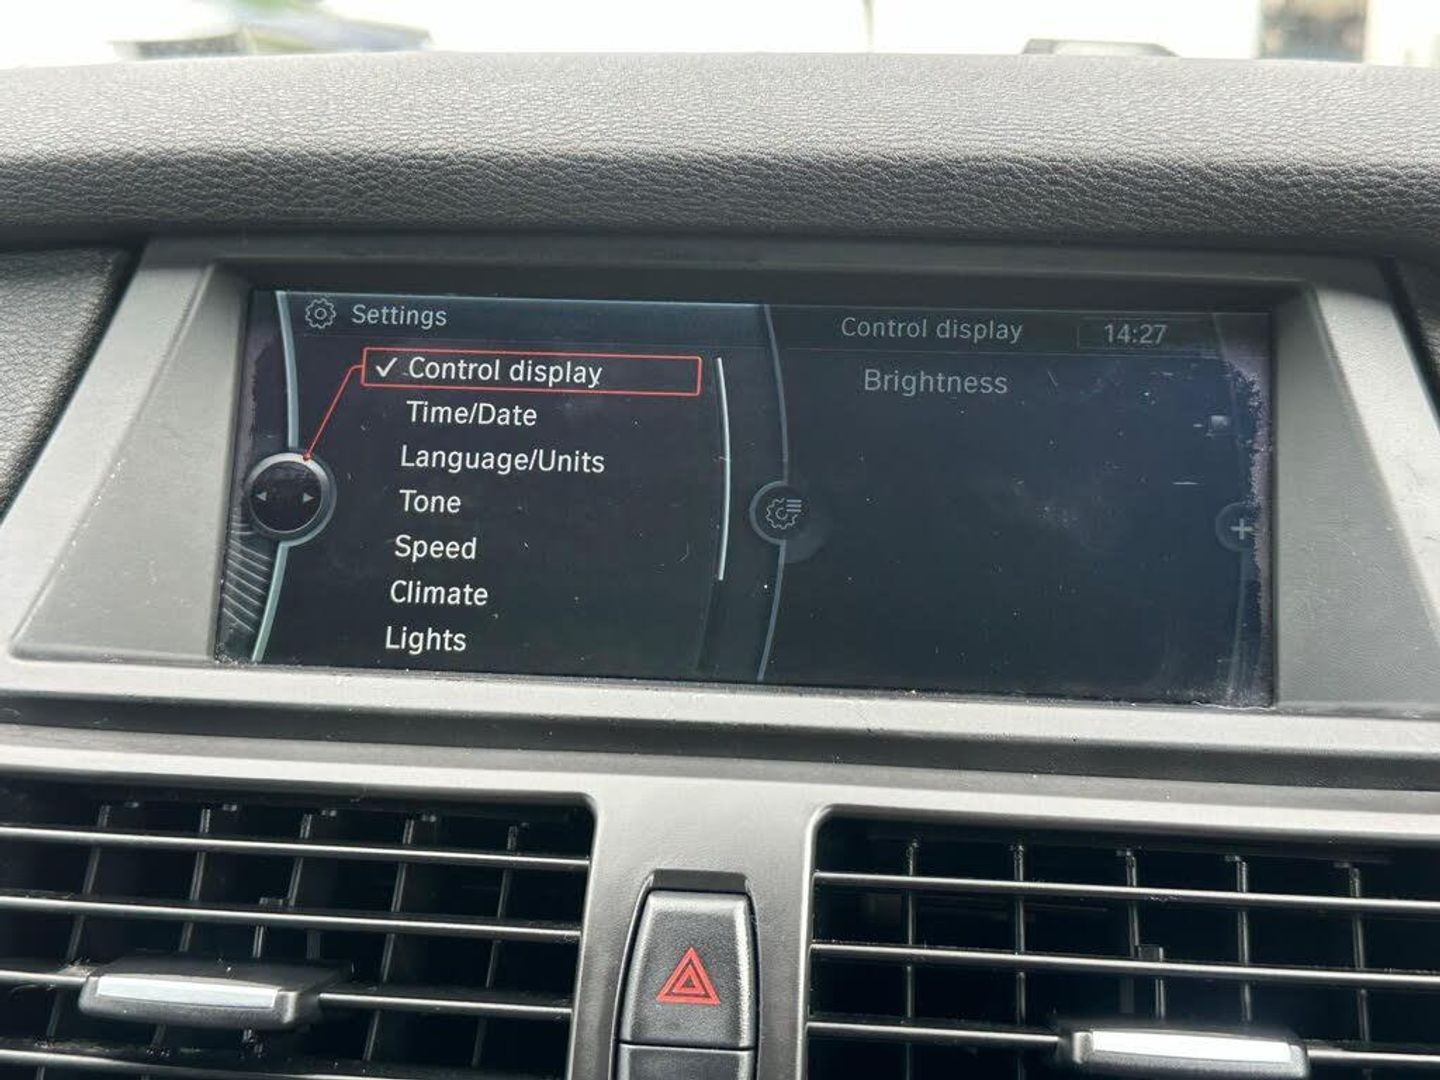 Settings
Control display
Time/Date
Language/Units
Tone
Speed
Climate
Lights
Control display
14:27
Brightness